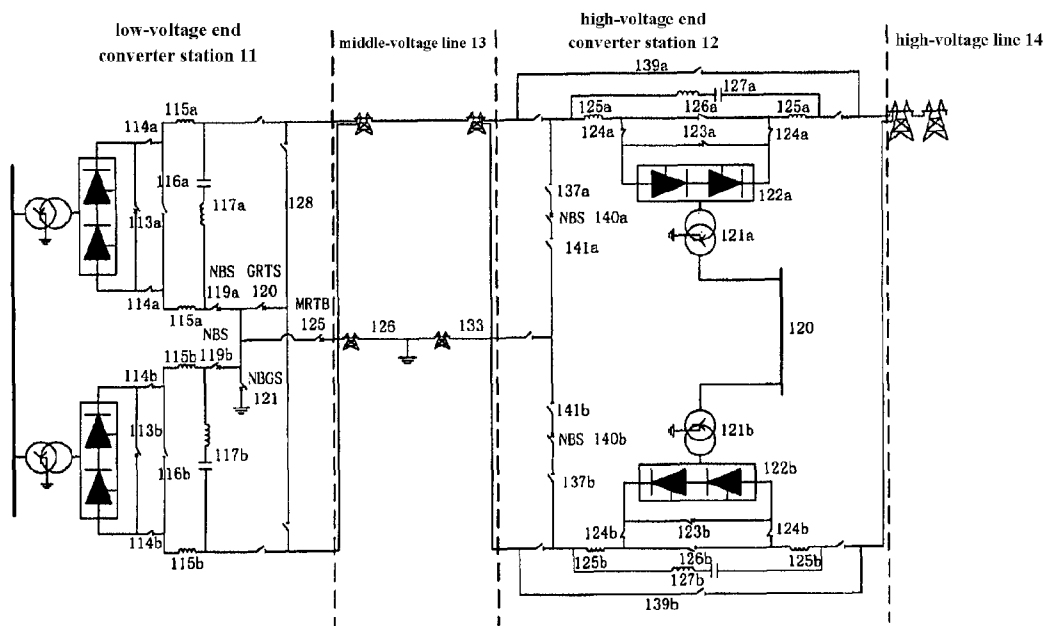 low-voltage end
converter station 11
middle-voltage line 13
high-voltage end
converter station 12
high-voltage line 14
139a
127a
115a
125a
126a
125a
114a
124a
123a
124a
116a
137a
122a
117a
128
NBS 140a
113a
121a
141a
NBS
GRTS
114a
119a
120
115a
MRTB
125
126
133
120
NBS
115b
119b
114b
NBGS
121
141b
121b
113b
NBS 140b
117b
116b
122b
137b
124b
123b
124b
114b
126b
115b
125b
125b
127b
139b